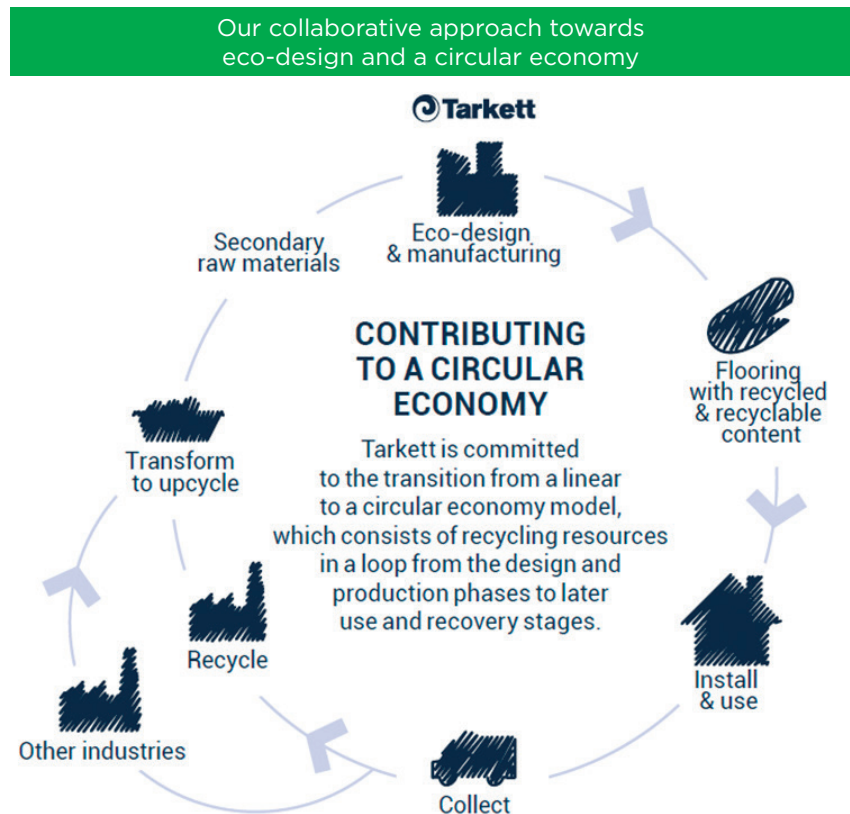 Our collaborative approach towards
eco-design and a circular economy
Tarkett
Eco-design
& manufacturing
Secondary
raw materials
Flooring
with recycled
& recyclable
content
CONTRIBUTING
TO A CIRCULAR
ECONOMY
Tarkett is committed
to the transition from a linear
to a circular economy model,
which consists of recycling resources
in a loop from the design and
production phases to later
use and recovery stages.
Transform
to upcycle
Recycle
Install
& use
Other industries
Collect